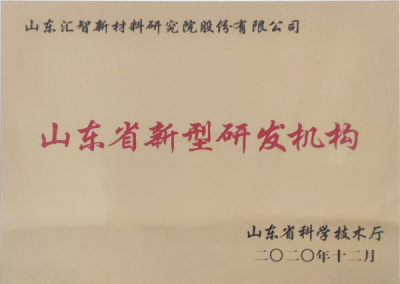 山东汇智新材料研究院股份有限公司
山东省新型研发机构
山东省科学技术厅
二〇二〇年十二月